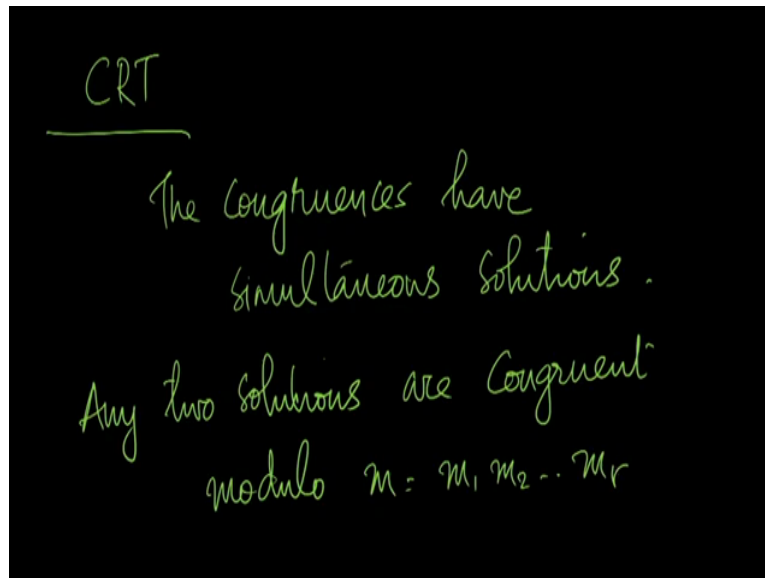 CRT
The Congruences have
simultaneous solutions.
Any two solutions are Congruent
modulo m = m₁ m₂ .. mᵣ